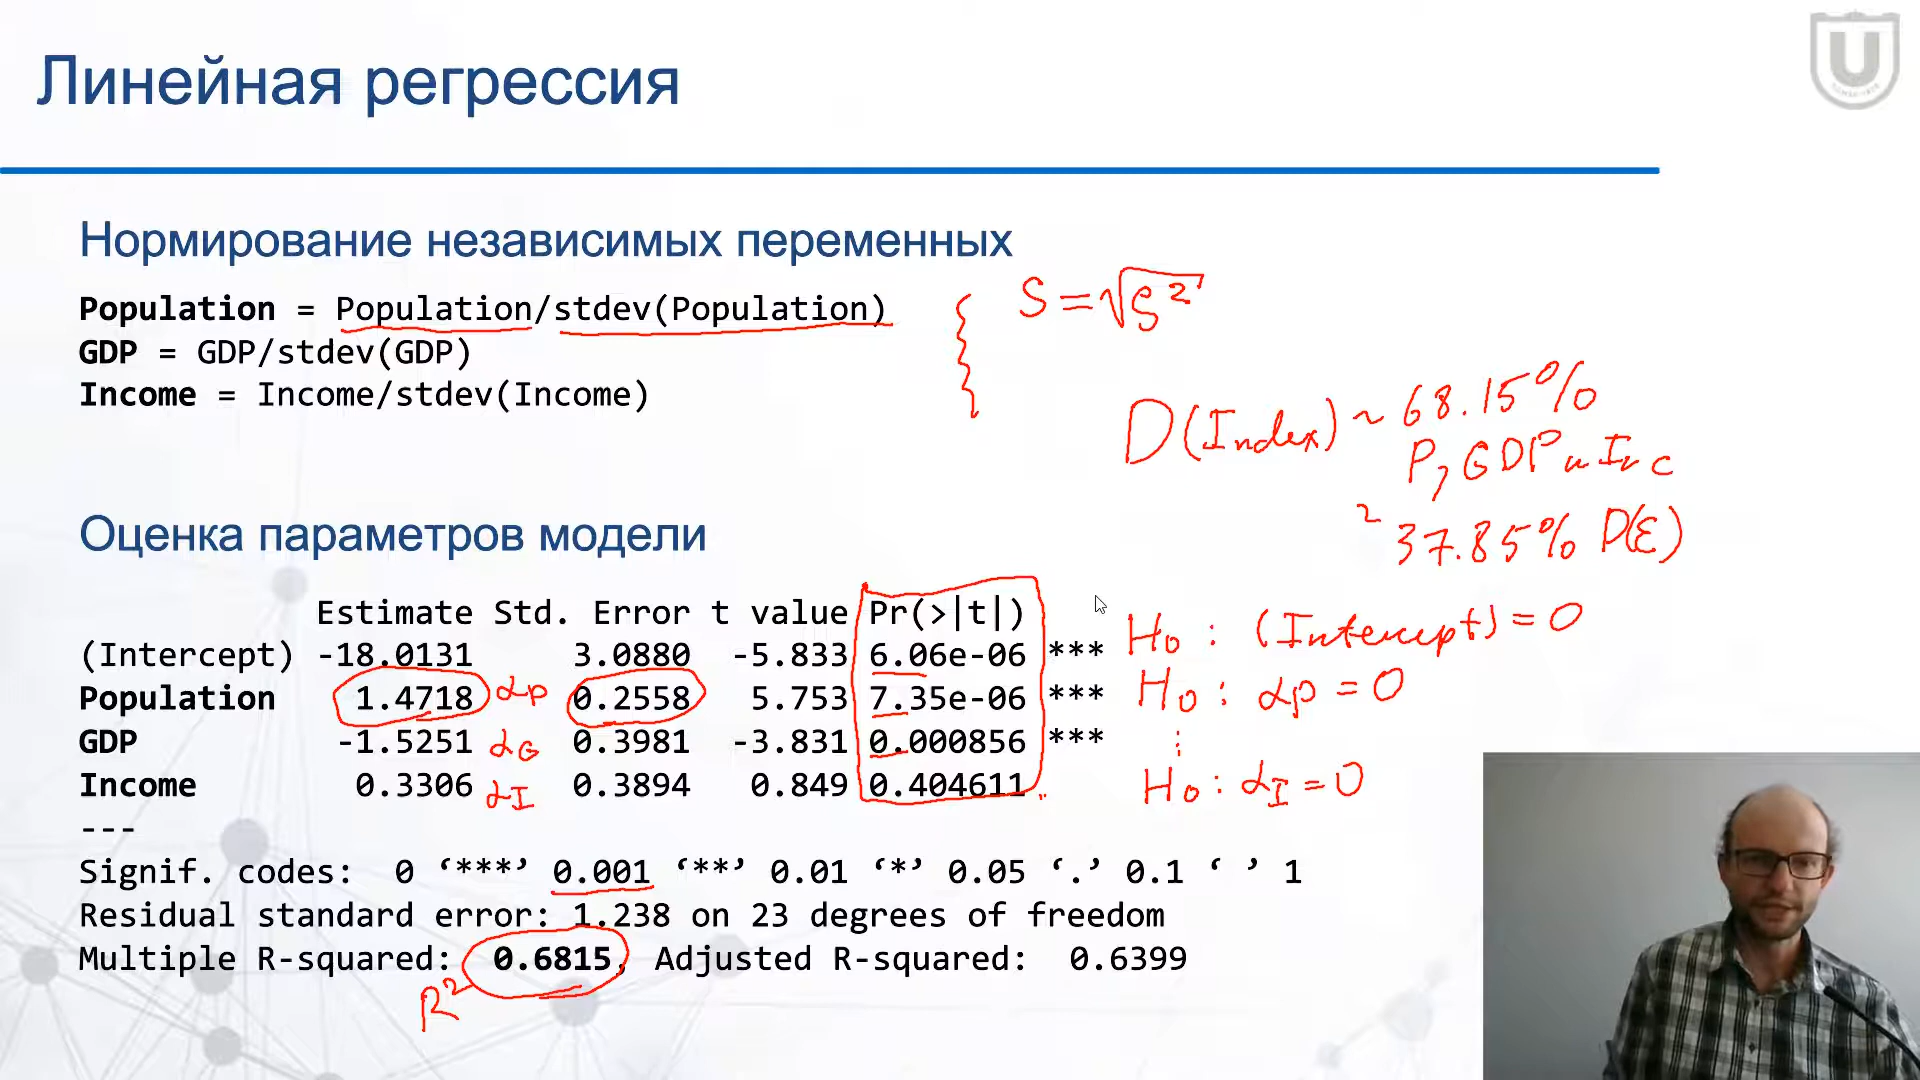 Линейная регрессия
Нормирование независимых переменных
Population = Population/stdev(Population)
GDP = GDP/stdev(GDP)
Income = Income/stdev(Income)
S = √S²
D(Index) ~ 68.15%
P, GDP и Inc
37.85% D(ε)
Оценка параметров модели
Estimate Std. Error t value Pr(>|t|)
(Intercept) -18.0131 3.0880 -5.833 6.06e-06 *** H0 : (Intercept) = 0
Population 1.4718 αP 0.2558 5.753 7.35e-06 *** H0 : αP = 0
GDP -1.5251 αG 0.3981 -3.831 0.000856 *** ⋮
Income 0.3306 αI 0.3894 0.849 0.404611 H0 : αI = 0
---
Signif. codes: 0 ‘***’ 0.001 ‘**’ 0.01 ‘*’ 0.05 ‘.’ 0.1 ‘ ’ 1
Residual standard error: 1.238 on 23 degrees of freedom
Multiple R-squared: 0.6815, Adjusted R-squared: 0.6399
R²